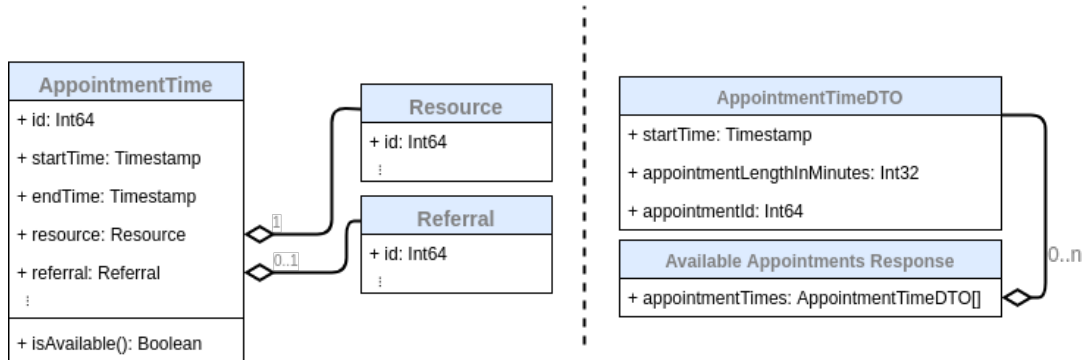 AppointmentTime
+ id: Int64
+ startTime: Timestamp
+ endTime: Timestamp
+ resource: Resource
+ referral: Referral
⋮
+ isAvailable(): Boolean
1
0..1
Resource
+ id: Int64
⋮
Referral
+ id: Int64
⋮
AppointmentTimeDTO
+ startTime: Timestamp
+ appointmentLengthInMinutes: Int32
+ appointmentId: Int64
Available Appointments Response
+ appointmentTimes: AppointmentTimeDTO[]
0..n